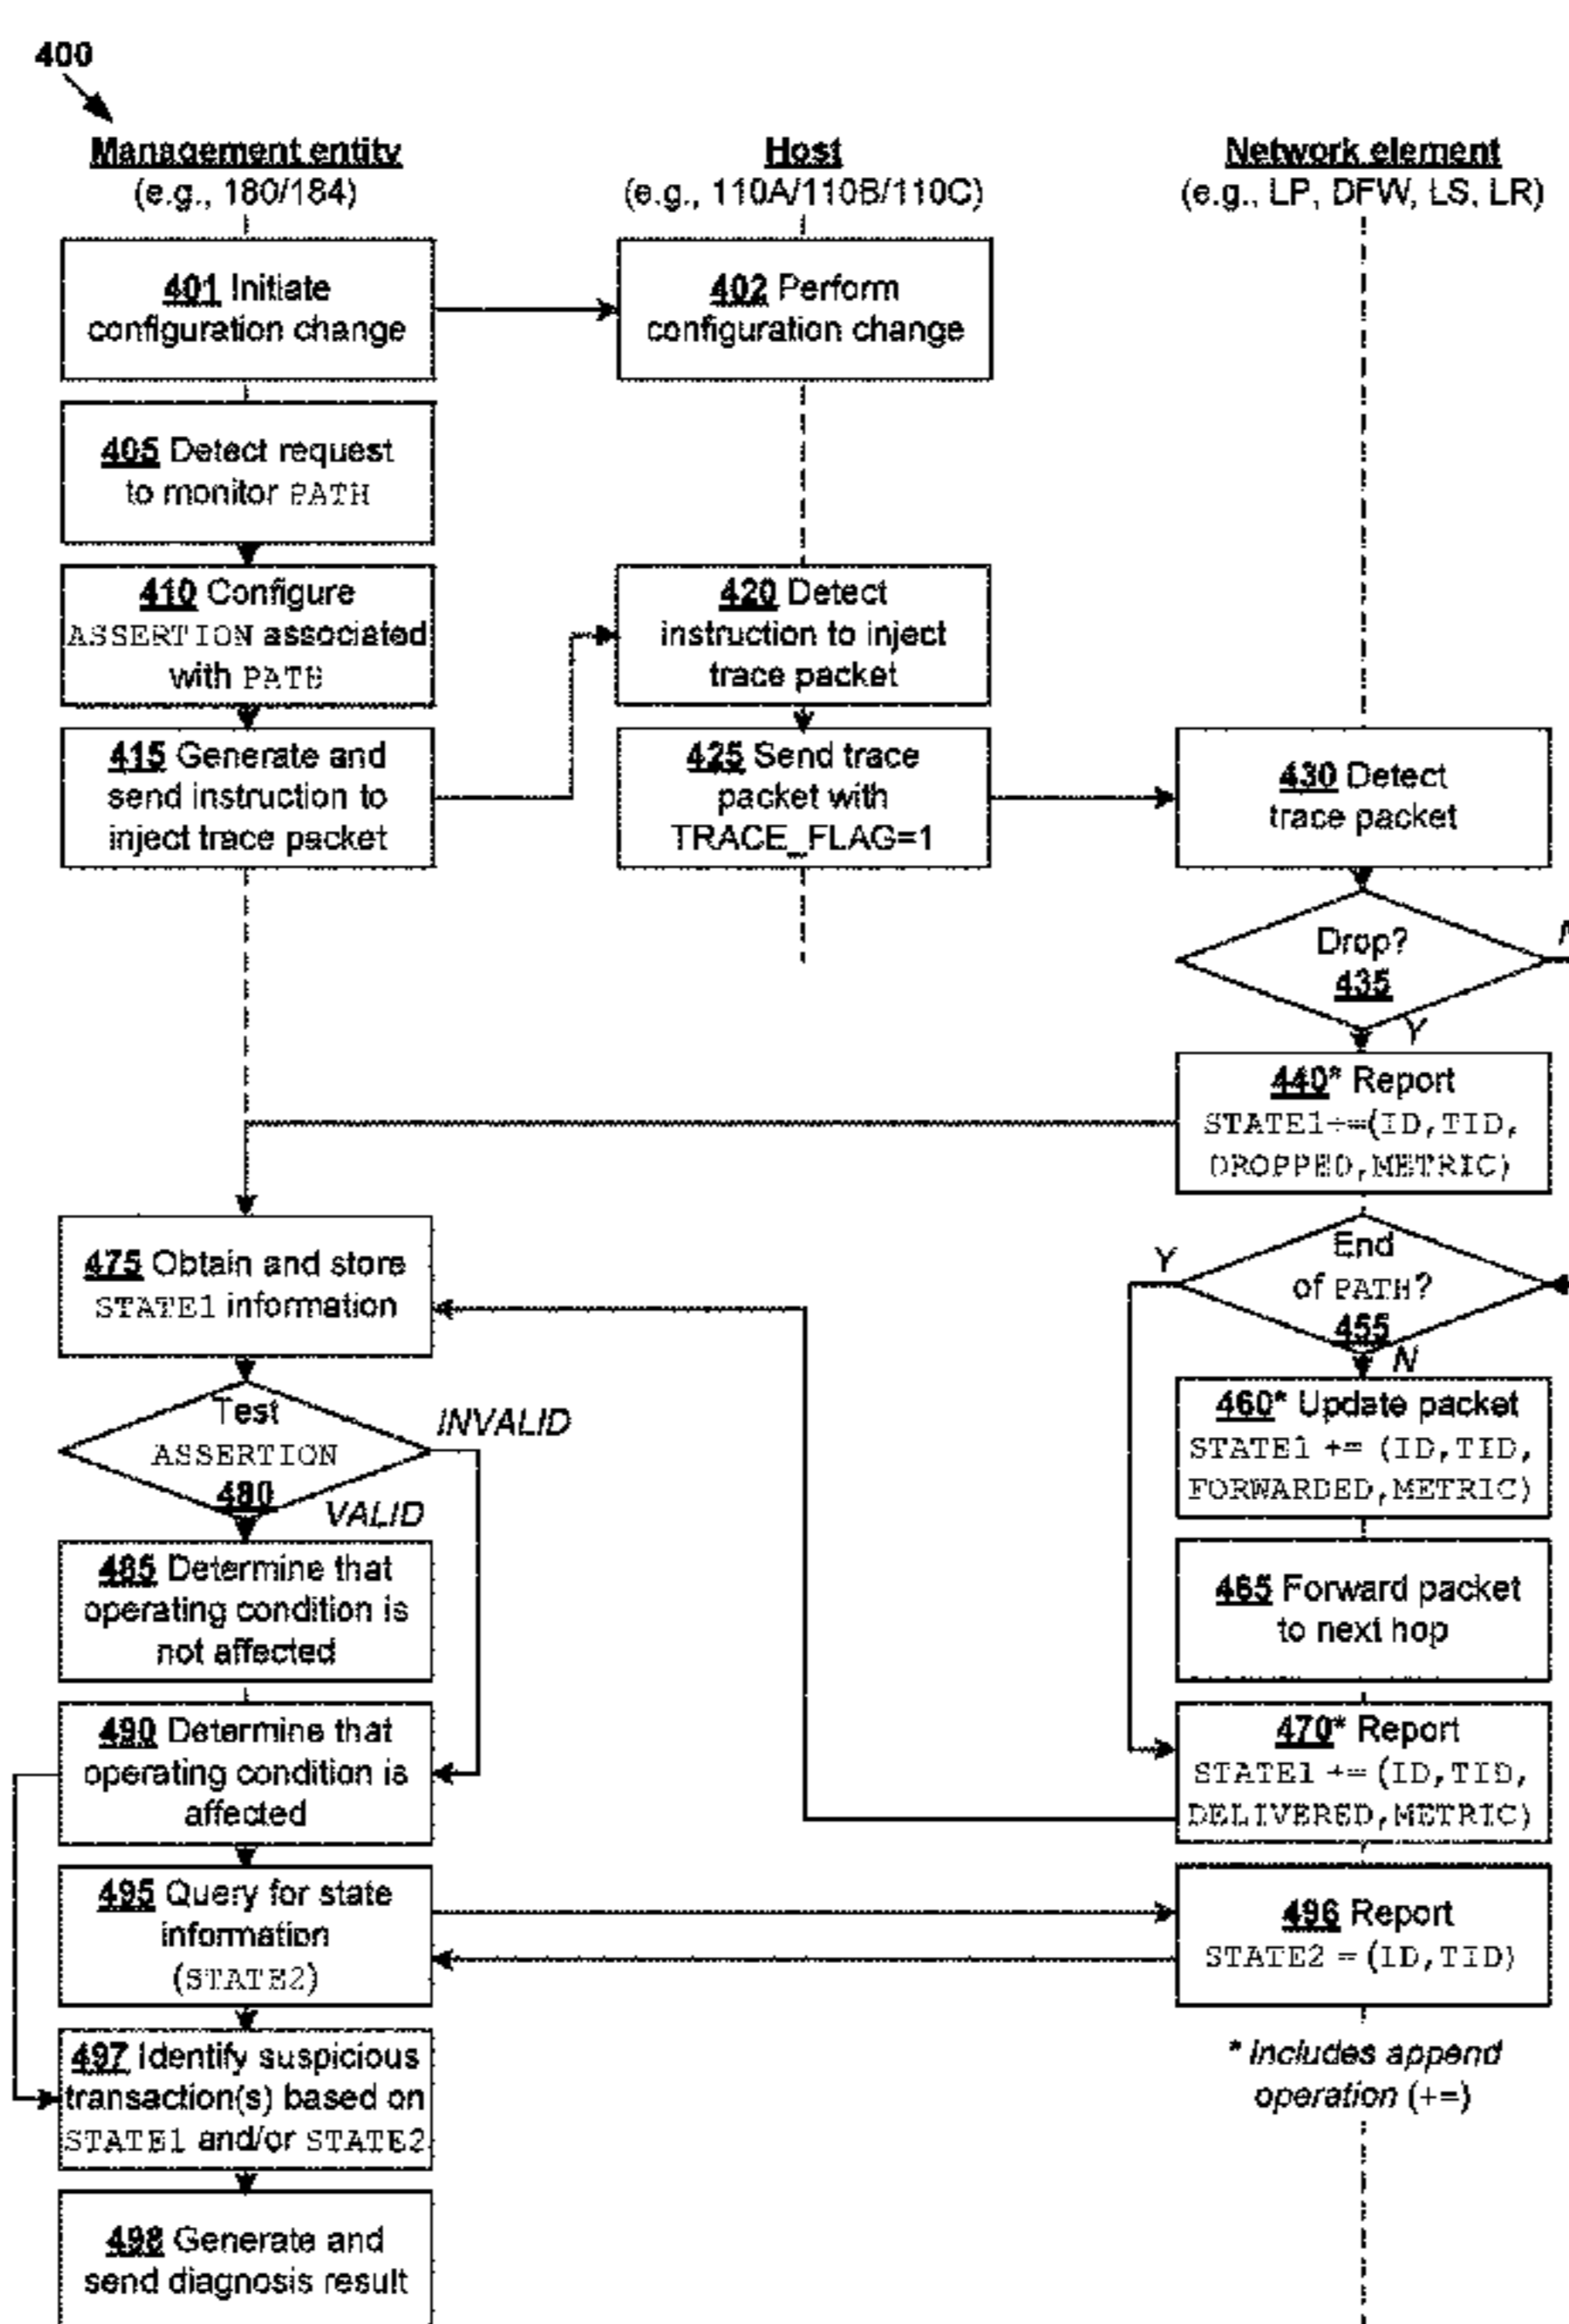 400
Management entity
(e.g., 180/184)
Host
(e.g., 110A/110B/110C)
Network element
(e.g., LP, DFW, LS, LR)
401 Initiate
configuration change
402 Perform
configuration change
405 Detect request
to monitor PATH
410 Configure
ASSERTION associated
with PATH
420 Detect
instruction to inject
trace packet
415 Generate and
send instruction to
inject trace packet
425 Send trace
packet with
TRACE_FLAG=1
430 Detect
trace packet
Drop?
435
Y
440* Report
STATE1+=(ID,TID,
DROPPED,METRIC)
475 Obtain and store
STATE1 information
End
of PATH?
455
Y
N
Test
ASSERTION
480
INVALID
VALID
460* Update packet
STATE1 += (ID,TID,
FORWARDED,METRIC)
485 Determine that
operating condition is
not affected
465 Forward packet
to next hop
490 Determine that
operating condition is
affected
470* Report
STATE1 += (ID,TID,
DELIVERED,METRIC)
495 Query for state
information
(STATE2)
496 Report
STATE2 = (ID,TID)
497 Identify suspicious
transaction(s) based on
STATE1 and/or STATE2
* Includes append
operation (+=)
498 Generate and
send diagnosis result